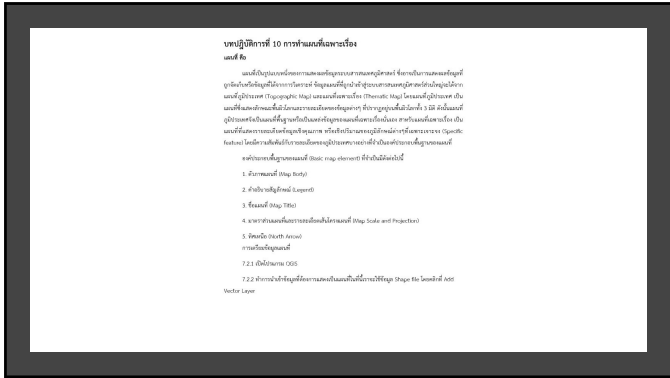 บทปฏิบัติการที่ 10 การทำแผนที่เฉพาะเรื่อง
แผนที่ คือ
แผนที่เป็นรูปแบบหนึ่งของการแสดงผลข้อมูลระบบสารสนเทศภูมิศาสตร์ ซึ่งอาจเป็นการแสดงผลข้อมูลที่
ถูกจัดเก็บหรือข้อมูลที่ได้จากการวิเคราะห์ ข้อมูลแผนที่ที่ถูกนำเข้าสู่ระบบสารสนเทศภูมิศาสตร์ส่วนใหญ่จะได้จาก
แผนที่ภูมิประเทศ (Topographic Map) และแผนที่เฉพาะเรื่อง (Thematic Map) โดยแผนที่ภูมิประเทศ เป็น
แผนที่ซึ่งแสดงลักษณะพื้นผิวโลกและรายละเอียดของข้อมูลต่างๆ ที่ปรากฏอยู่บนพื้นผิวโลกทั้ง 3 มิติ ดังนั้นแผนที่
ภูมิประเทศจึงเป็นแผนที่พื้นฐานหรือเป็นแหล่งข้อมูลของแผนที่เฉพาะเรื่องนั่นเอง สำหรับแผนที่เฉพาะเรื่อง เป็น
แผนที่ที่แสดงรายละเอียดข้อมูลเชิงคุณภาพ หรือเชิงปริมาณของภูมิลักษณ์ต่างๆที่เฉพาะเจาะจง (Specific
feature) โดยมีความสัมพันธ์กับรายละเอียดของภูมิประเทศบางอย่างที่จำเป็นองค์ประกอบพื้นฐานของแผนที่
องค์ประกอบพื้นฐานของแผนที่ (Basic map element) ที่จำเป็นมีดังต่อไปนี้
1. ตัวภาพแผนที่ (Map Body)
2. คำอธิบายสัญลักษณ์ (Legend)
3. ชื่อแผนที่ (Map Title)
4. มาตราส่วนแผนที่และรายละเอียดเส้นโครงแผนที่ (Map Scale and Projection)
5. ทิศเหนือ (North Arrow)
การเตรียมข้อมูลแผนที่
7.2.1 เปิดโปรแกรม QGIS
7.2.2 ทำการนำเข้าข้อมูลที่ต้องการแสดงเป็นแผนที่ในที่นี้เราจะใช้ข้อมูล Shape file โดยคลิกที่ Add
Vector Layer